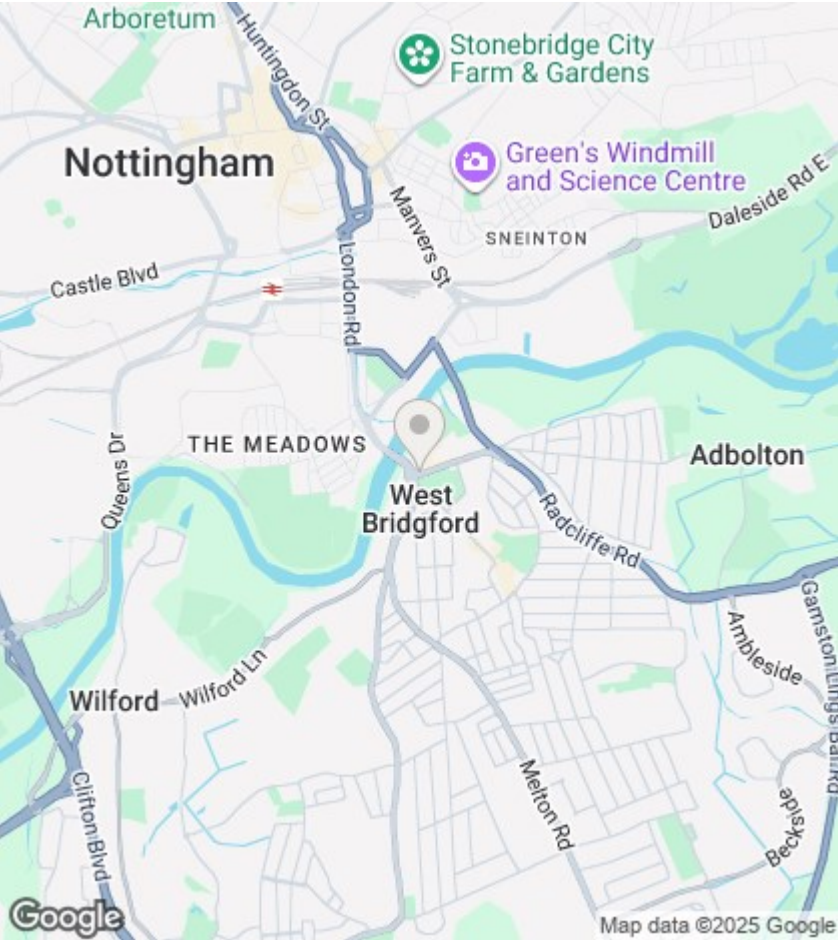 Arboretum
Huntingdon St
Stonebridge City
Farm & Gardens
Nottingham
Green's Windmill
and Science Centre
Manvers St
Daleside Rd E
SNEINTON
Castle Blvd
London Rd
THE MEADOWS
Queens Dr
Adbolton
West
Bridgford
Radcliffe Rd
Gamston Lings Bar Rd
Ambleside
Wilford Ln
Wilford
Melton Rd
Clifton Blvd
Beckside
Google
Map data ©2025 Google